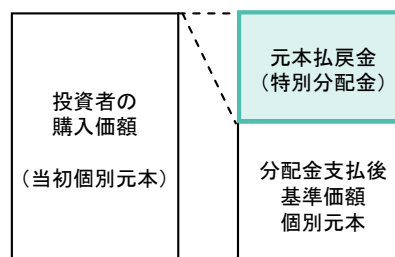 投資者の
購入価額
（当初個別元本）
元本払戻金
（特別分配金）
分配金支払後
基準価額
個別元本